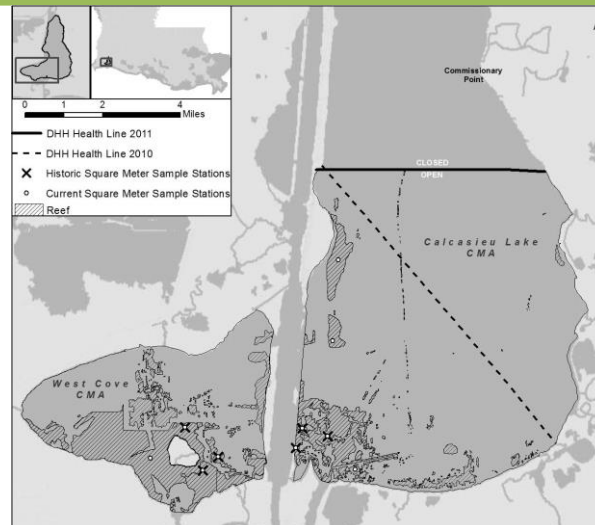 0 1 2 4
Miles
DHH Health Line 2011
DHH Health Line 2010
Historic Square Meter Sample Stations
Current Square Meter Sample Stations
Reef
Commissary
Point
CLOSED
OPEN
Calcasieu Lake
CMA
West Cove
CMA